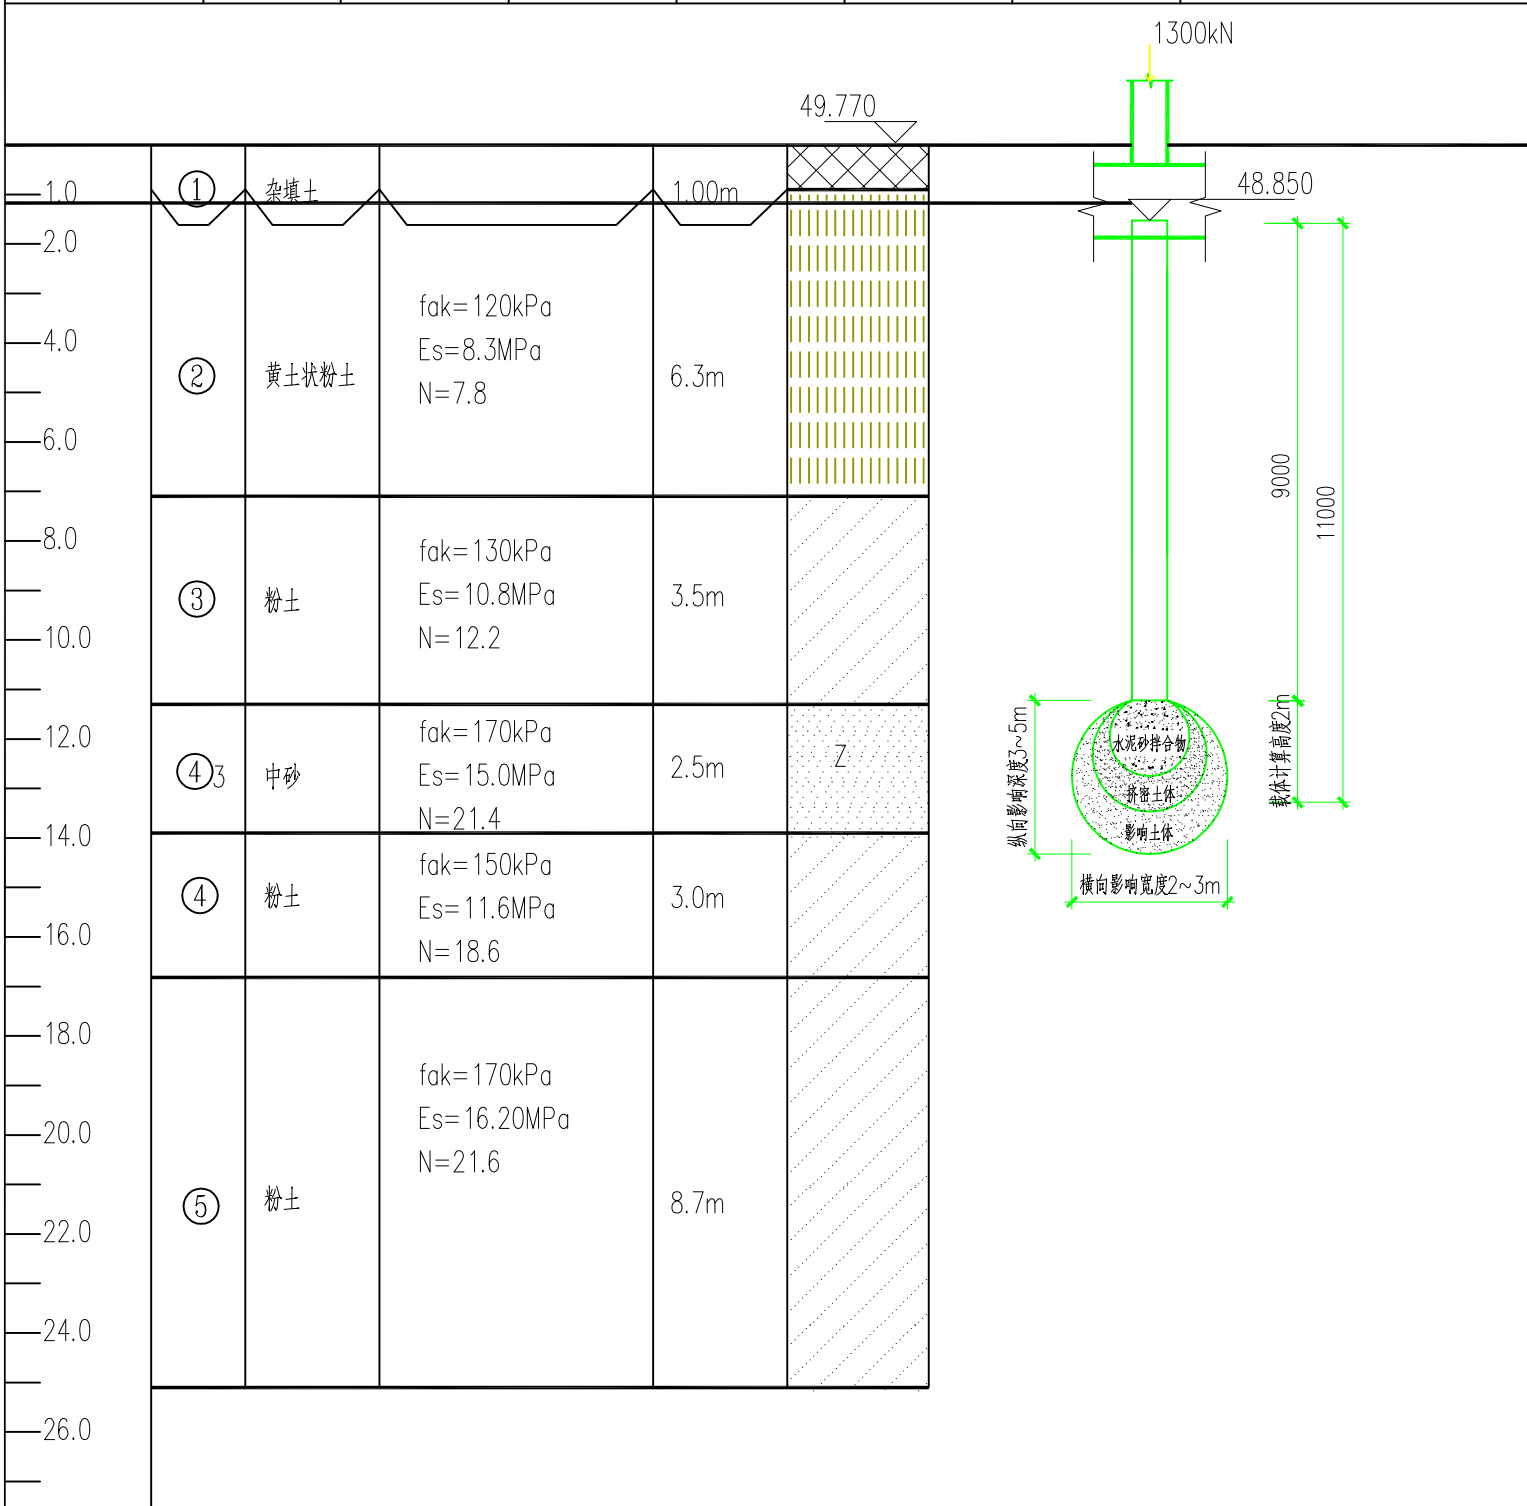 1300kN
49.770
48.850
1.0
2.0
4.0
6.0
8.0
10.0
12.0
14.0
16.0
18.0
20.0
22.0
24.0
26.0
① 杂填土 1.00m
② 黄土状粉土
fak=120kPa
Es=8.3MPa
N=7.8
6.3m
③ 粉土
fak=130kPa
Es=10.8MPa
N=12.2
3.5m
④3 中砂
fak=170kPa
Es=15.0MPa
N=21.4
2.5m
Z
④ 粉土
fak=150kPa
Es=11.6MPa
N=18.6
3.0m
⑤ 粉土
fak=170kPa
Es=16.20MPa
N=21.6
8.7m
9000
11000
载体计算高度2m
纵向影响深度3~5m
水泥砂拌合物
挤密土体
影响土体
横向影响宽度2~3m